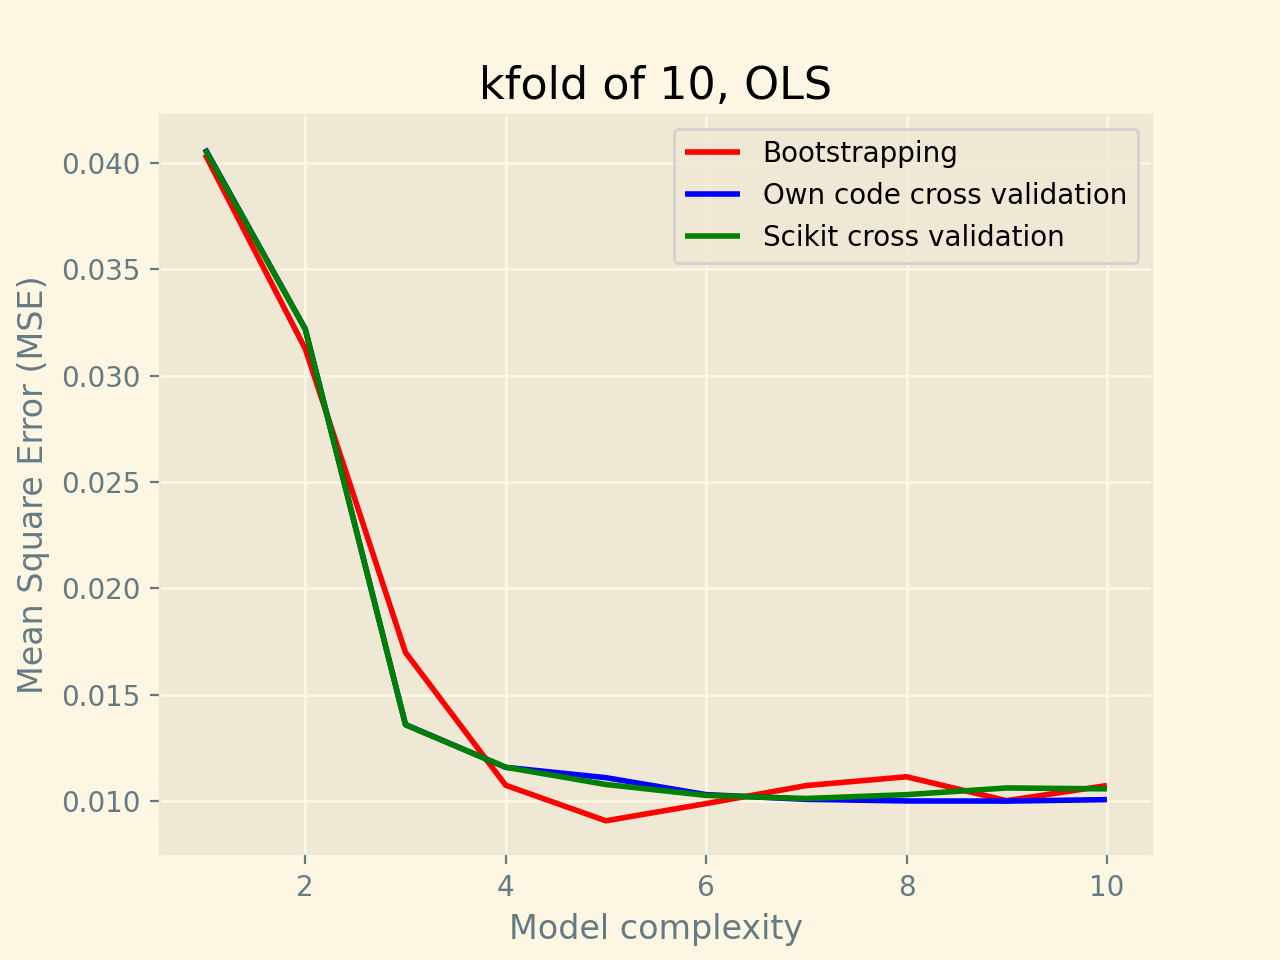 kfold of 10, OLS
Bootstrapping
Own code cross validation
Scikit cross validation
Mean Square Error (MSE)
0.040
0.035
0.030
0.025
0.020
0.015
0.010
2 4 6 8 10
Model complexity